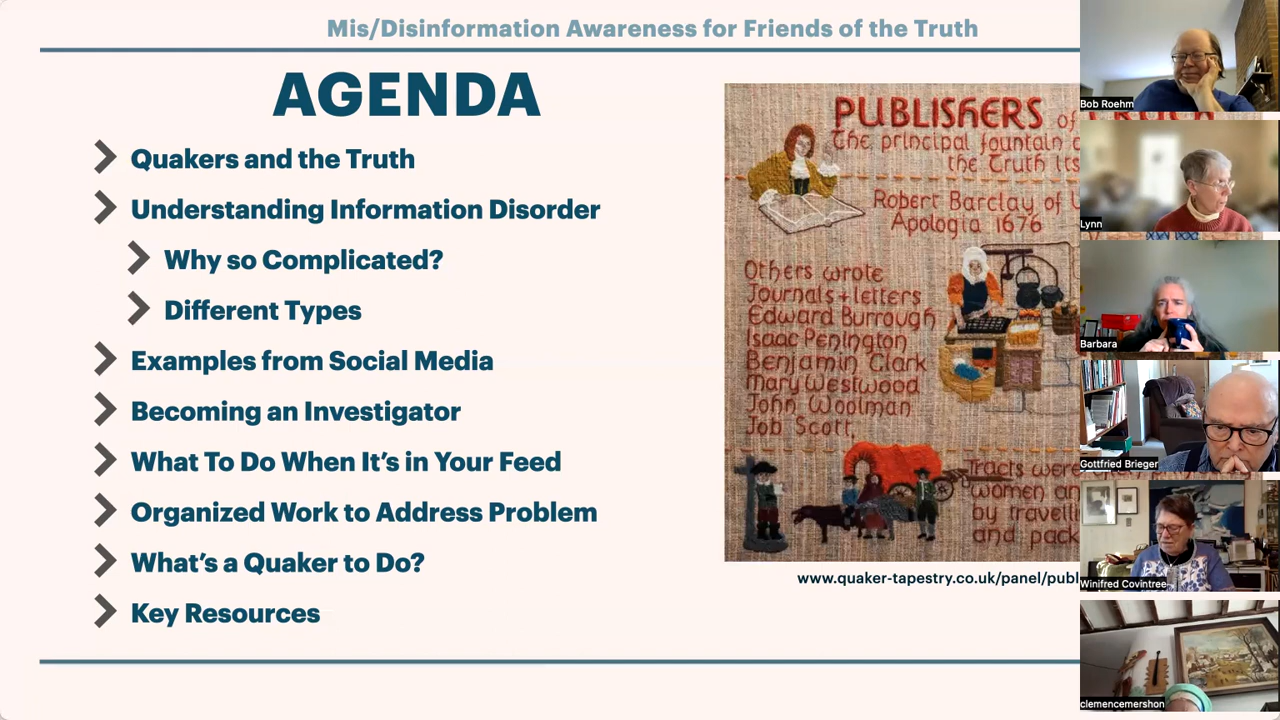 Mis/Disinformation Awareness for Friends of the Truth
AGENDA
Quakers and the Truth
Understanding Information Disorder
Why so Complicated?
Different Types
Examples from Social Media
Becoming an Investigator
What To Do When It’s in Your Feed
Organized Work to Address Problem
What’s a Quaker to Do?
Key Resources
PUBLISHERS of
The principal fountain
the Truth Its
Robert Barclay of
Apologia 1676
Others wrote
Journals + letters
Edward Burrough
Isaac Penington
Benjamin Clark
Mary Westwood
John Woolman
Job Scott.
Tracts were
women an
by travelli
and pack
www.quaker-tapestry.co.uk/panel/publ
Bob Roehm
Lynn
Barbara
Gottfried Brieger
Winifred Covintree
clemencemershon